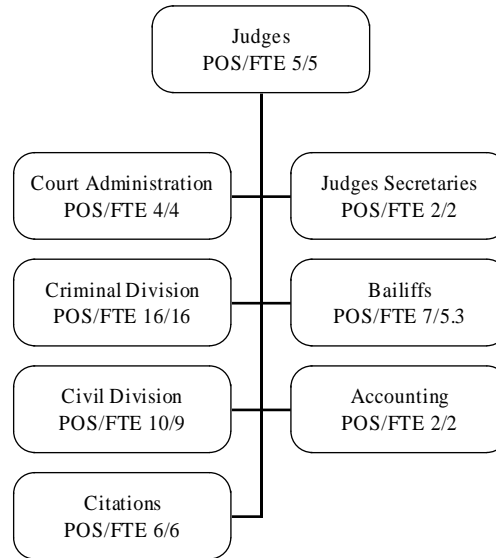 Judges
POS/FTE 5/5
Court Administration
POS/FTE 4/4
Judges Secretaries
POS/FTE 2/2
Criminal Division
POS/FTE 16/16
Bailiffs
POS/FTE 7/5.3
Civil Division
POS/FTE 10/9
Accounting
POS/FTE 2/2
Citations
POS/FTE 6/6